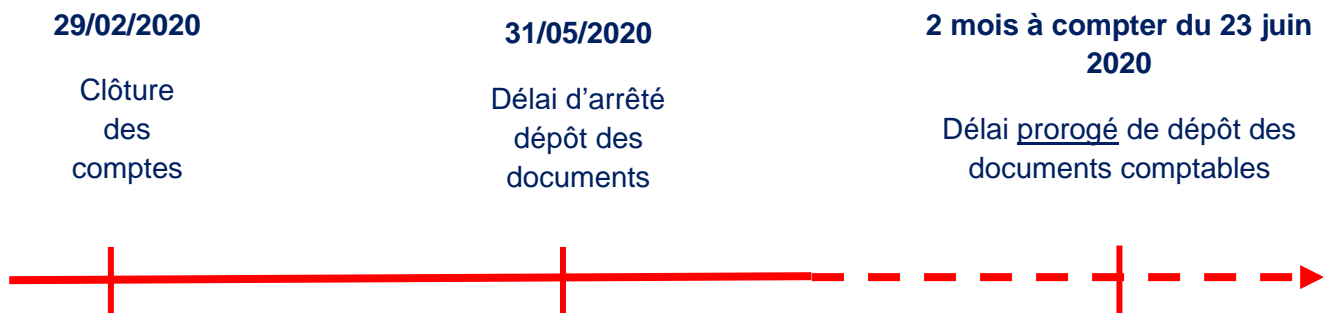 29/02/2020
Clôture
des
comptes
31/05/2020
Délai d’arrêté
dépôt des
documents
2 mois à compter du 23 juin
2020
Délai prorogé de dépôt des
documents comptables